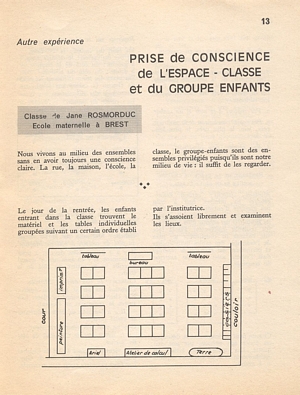 13
Autre expérience
PRISE de CONSCIENCE
de L'ESPACE - CLASSE
et du GROUPE ENFANTS
Classe de Jane ROSMORDUC
Ecole maternelle à BREST
Nous vivons au milieu des ensembles
sans en avoir toujours une conscience
claire. La rue, la maison, l'école, la
classe, le groupe-enfants sont des en-
sembles privilégiés puisqu'ils sont notre
milieu de vie : il suffit de les regarder.
Le jour de la rentrée, les enfants
entrant dans la classe trouvent le
matériel et les tables individuelles
groupées suivant un certain ordre établi
par l'institutrice.
Ils s'assoient librement et examinent
les lieux.
tableau
bureau
tableau
imprim!
peinture
cour
casiers
couloir
Atelier de calcul
Terre